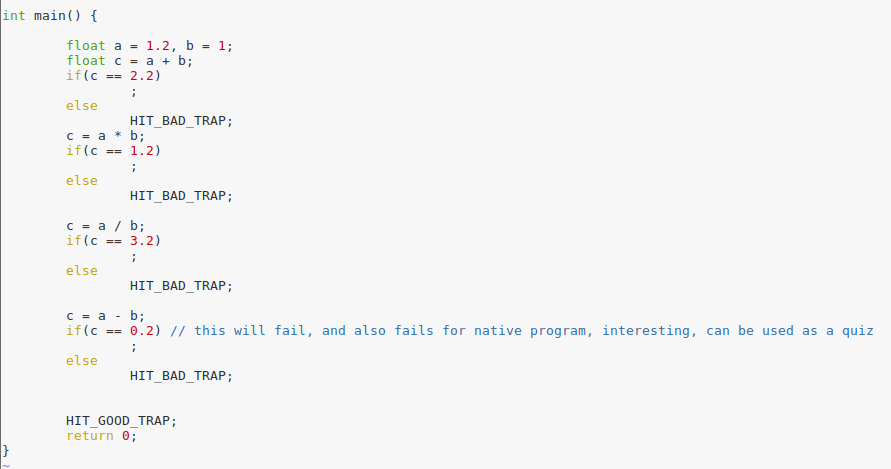 int main() {
float a = 1.2, b = 1;
float c = a + b;
if(c == 2.2)
;
else
HIT_BAD_TRAP;
c = a * b;
if(c == 1.2)
;
else
HIT_BAD_TRAP;
c = a / b;
if(c == 3.2)
;
else
HIT_BAD_TRAP;
c = a - b;
if(c == 0.2) // this will fail, and also fails for native program, interesting, can be used as a quiz
;
else
HIT_BAD_TRAP;
HIT_GOOD_TRAP;
return 0;
}
~